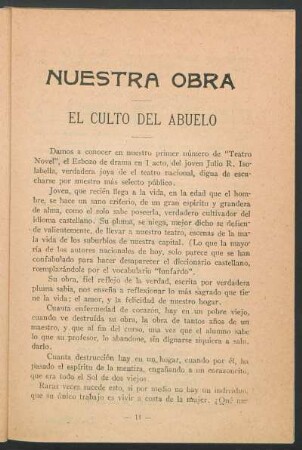 NUESTRA OBRA
EL CULTO DEL ABUELO
Damos a conocer en nuestro primer número de "Teatro
Novel", el Esbozo de drama en 1 acto, del joven Julio R. Iso-
labella, verdadera joya de el teatro nacional, digna de escu-
charse por nuestro más selecto público.
Joven, que recién llega a la vida, en la edad que el hom-
bre, se hace un sano criterio, de un gran espíritu y grandeza
de alma, como el solo sabe poseerla, verdadero cultivador del
idioma castellano. Su pluma, se niega, mejor dicho se defien-
de valientemente, de llevar a nuestro teatro, escenas de la ma-
la vida de los suburbios de nuestra capital. (Lo que la mayo-
ría de los autores nacionales de hoy, solo parece que se han
confabulado para hacer desaparecer el diccionario castellano,
reemplazándolo por el vocabulario "lunfardo".
Su obra, fiel reflejo de la verdad, escrita por verdadera
pluma sabia, nos enseña a reflexionar lo más sagrado que tie-
ne la vida; el amor, y la felicidad de nuestro hogar.
Cuanta enfermedad de corazón, hay en un pobre viejo,
cuando ve destruída su obra, la obra de tantos años de un
maestro, y que al fin del curso, una vez que el alumno sabe
lo que su profesor, lo abandone, sin dignarse siquiera a salu-
darlo.
Cuanta destrucción hay en un hogar, cuando por él, ha
pasado el espíritu de la mentira, engañando a un corazoncito,
que era todo el Sol de dos viejos
Raras veces sucede esto, si por medio no hay un individuo,
que su único trabajo es vivir a costa de la mujer. ¿Qué
— 11 —